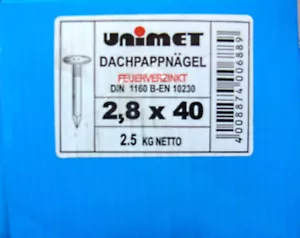 UNIMET
DACHPAPPNÄGEL
FEUERVERZINKT
DIN 1160 B-EN 10230
2,8 x 40
2.5 KG NETTO
4008874006889